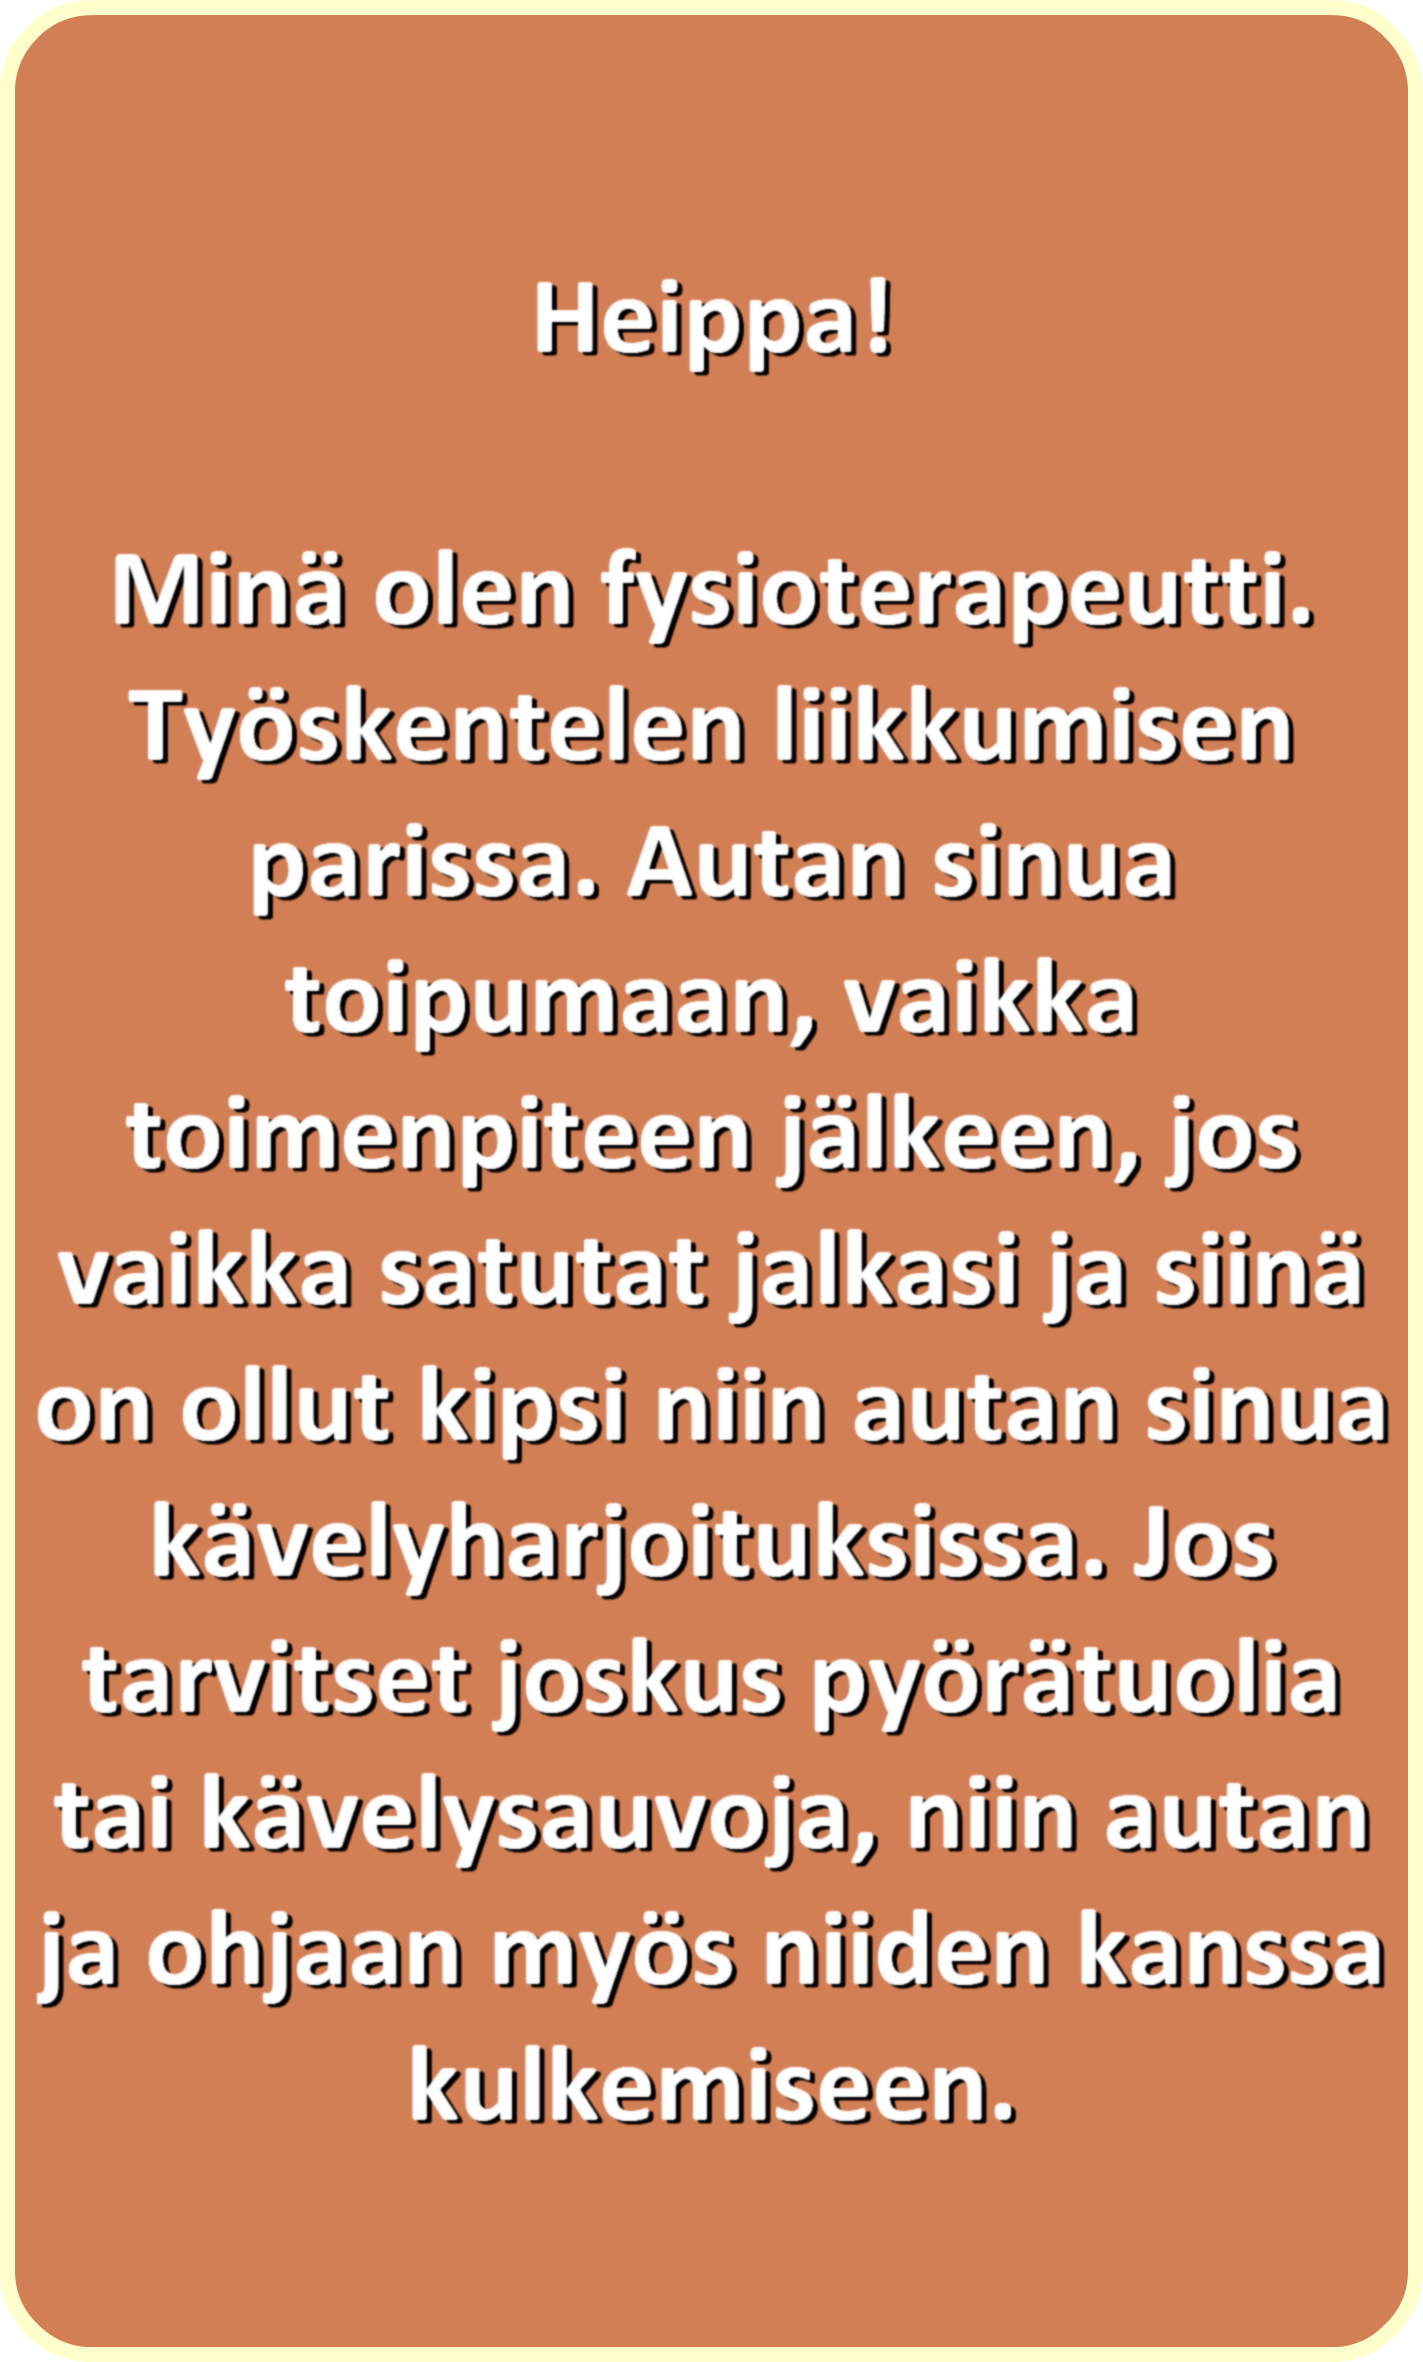 Heippa!
Minä olen fysioterapeutti.
Työskentelen liikkumisen
parissa. Autan sinua
toipumaan, vaikka
toimenpiteen jälkeen, jos
vaikka satutat jalkasi ja siinä
on ollut kipsi niin autan sinua
kävelyharjoituksissa. Jos
tarvitset joskus pyörätuolia
tai kävelysauvoja, niin autan
ja ohjaan myös niiden kanssa
kulkemiseen.